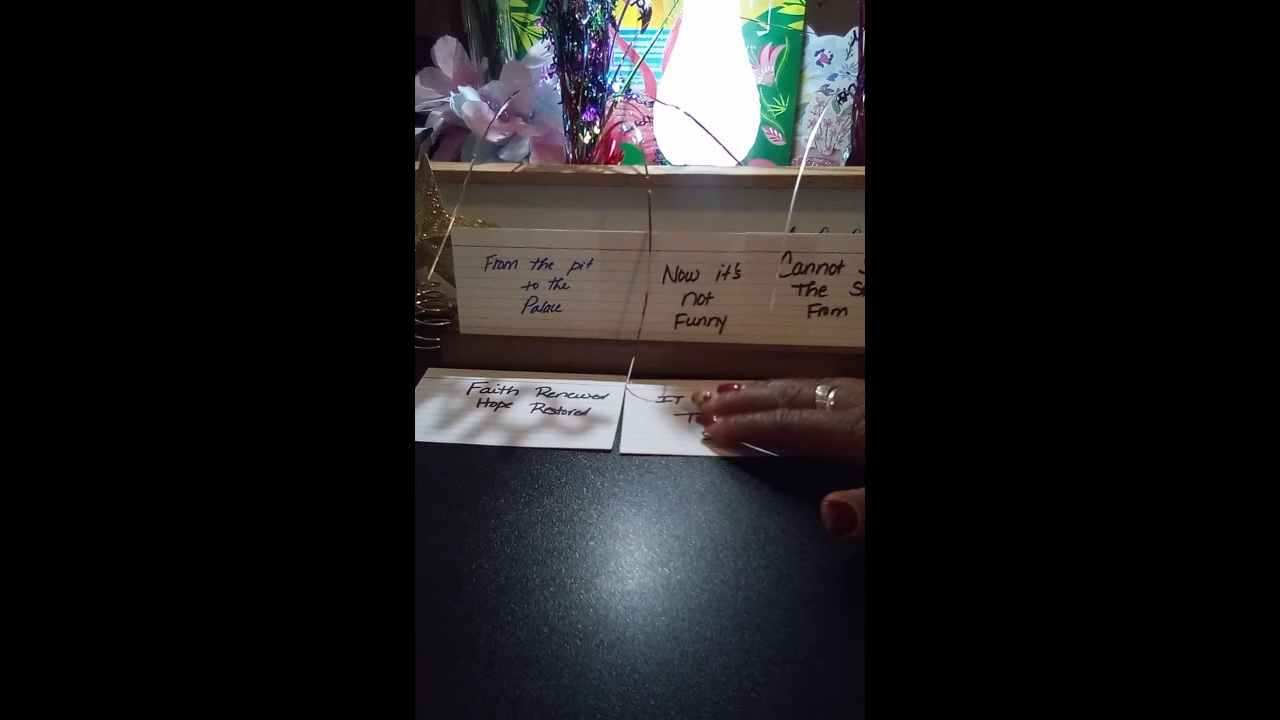 From the pit
to the
Palace
Now it's
not
Funny
Cannot
The
From
Faith Renewed
Hope Restored
IT